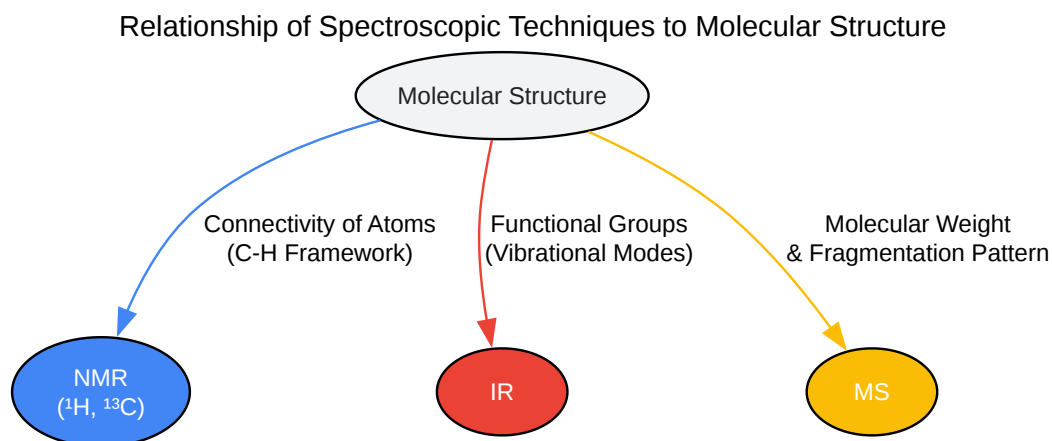 Relationship of Spectroscopic Techniques to Molecular Structure
Molecular Structure
Connectivity of Atoms
(C-H Framework)
Functional Groups
(Vibrational Modes)
Molecular Weight
& Fragmentation Pattern
NMR
(¹H, ¹³C)
IR
MS